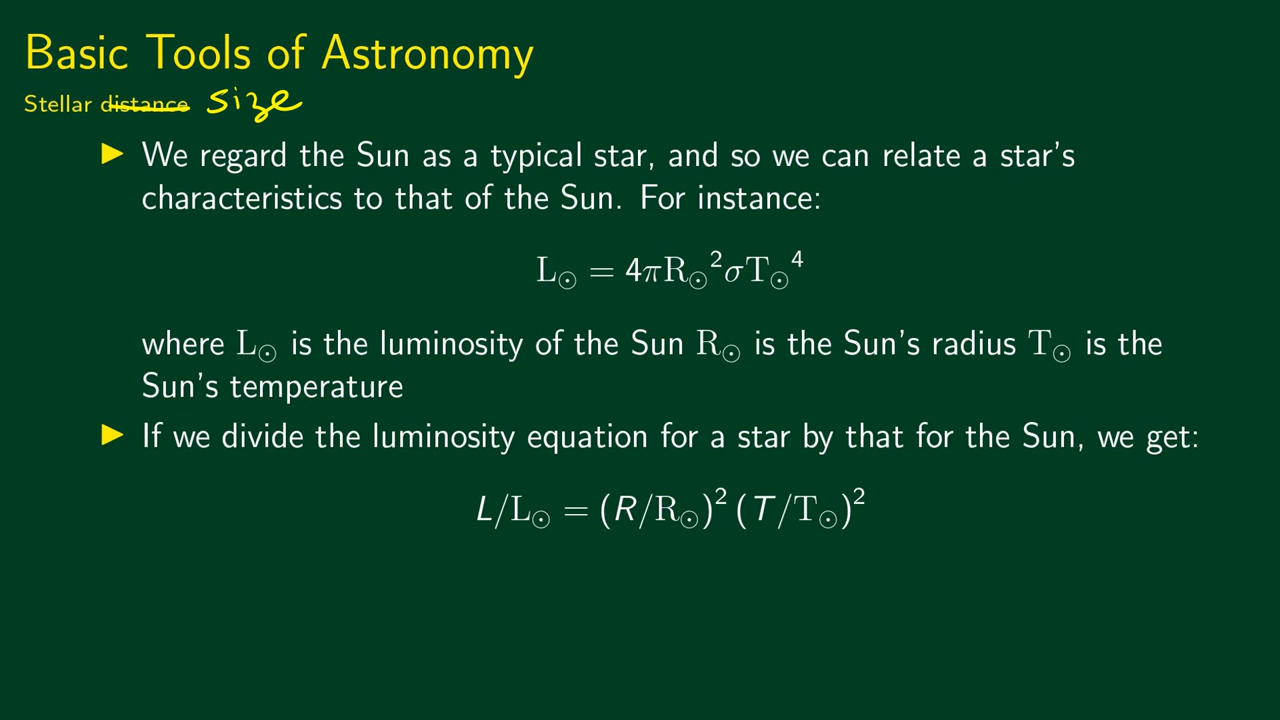 Basic Tools of Astronomy
Stellar distance size
▶ We regard the Sun as a typical star, and so we can relate a star's
characteristics to that of the Sun. For instance:
L☉ = 4πR☉²σT☉⁴
where L☉ is the luminosity of the Sun R☉ is the Sun's radius T☉ is the
Sun's temperature
▶ If we divide the luminosity equation for a star by that for the Sun, we get:
L/L☉ = (R/R☉)² (T/T☉)²